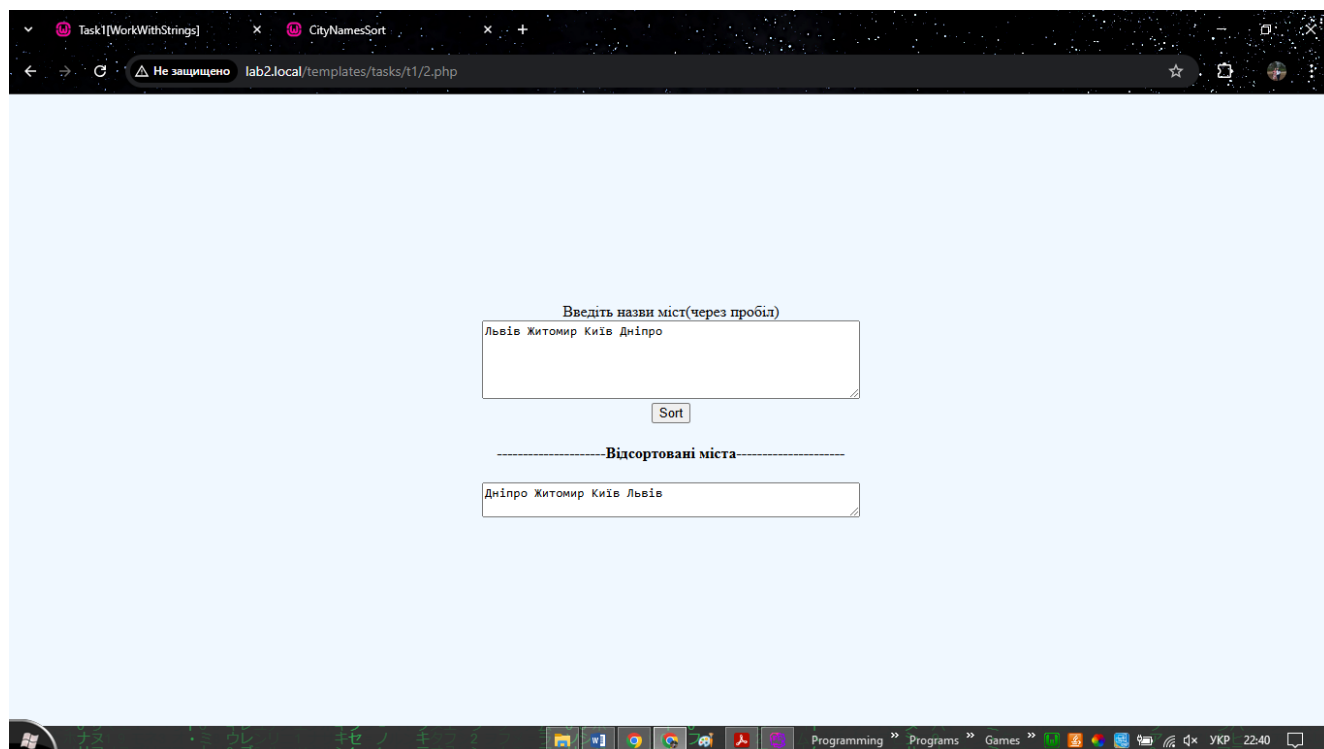 Task1[WorkWithStrings]
CityNamesSort
Не защищено lab2.local/templates/tasks/t1/2.php
Введіть назви міст(через пробіл)
Львів Житомир Київ Дніпро
Sort
---------------------Відсортовані міста---------------------
Дніпро Житомир Київ Львів
Programming » Programs » Games » УКР 22:40